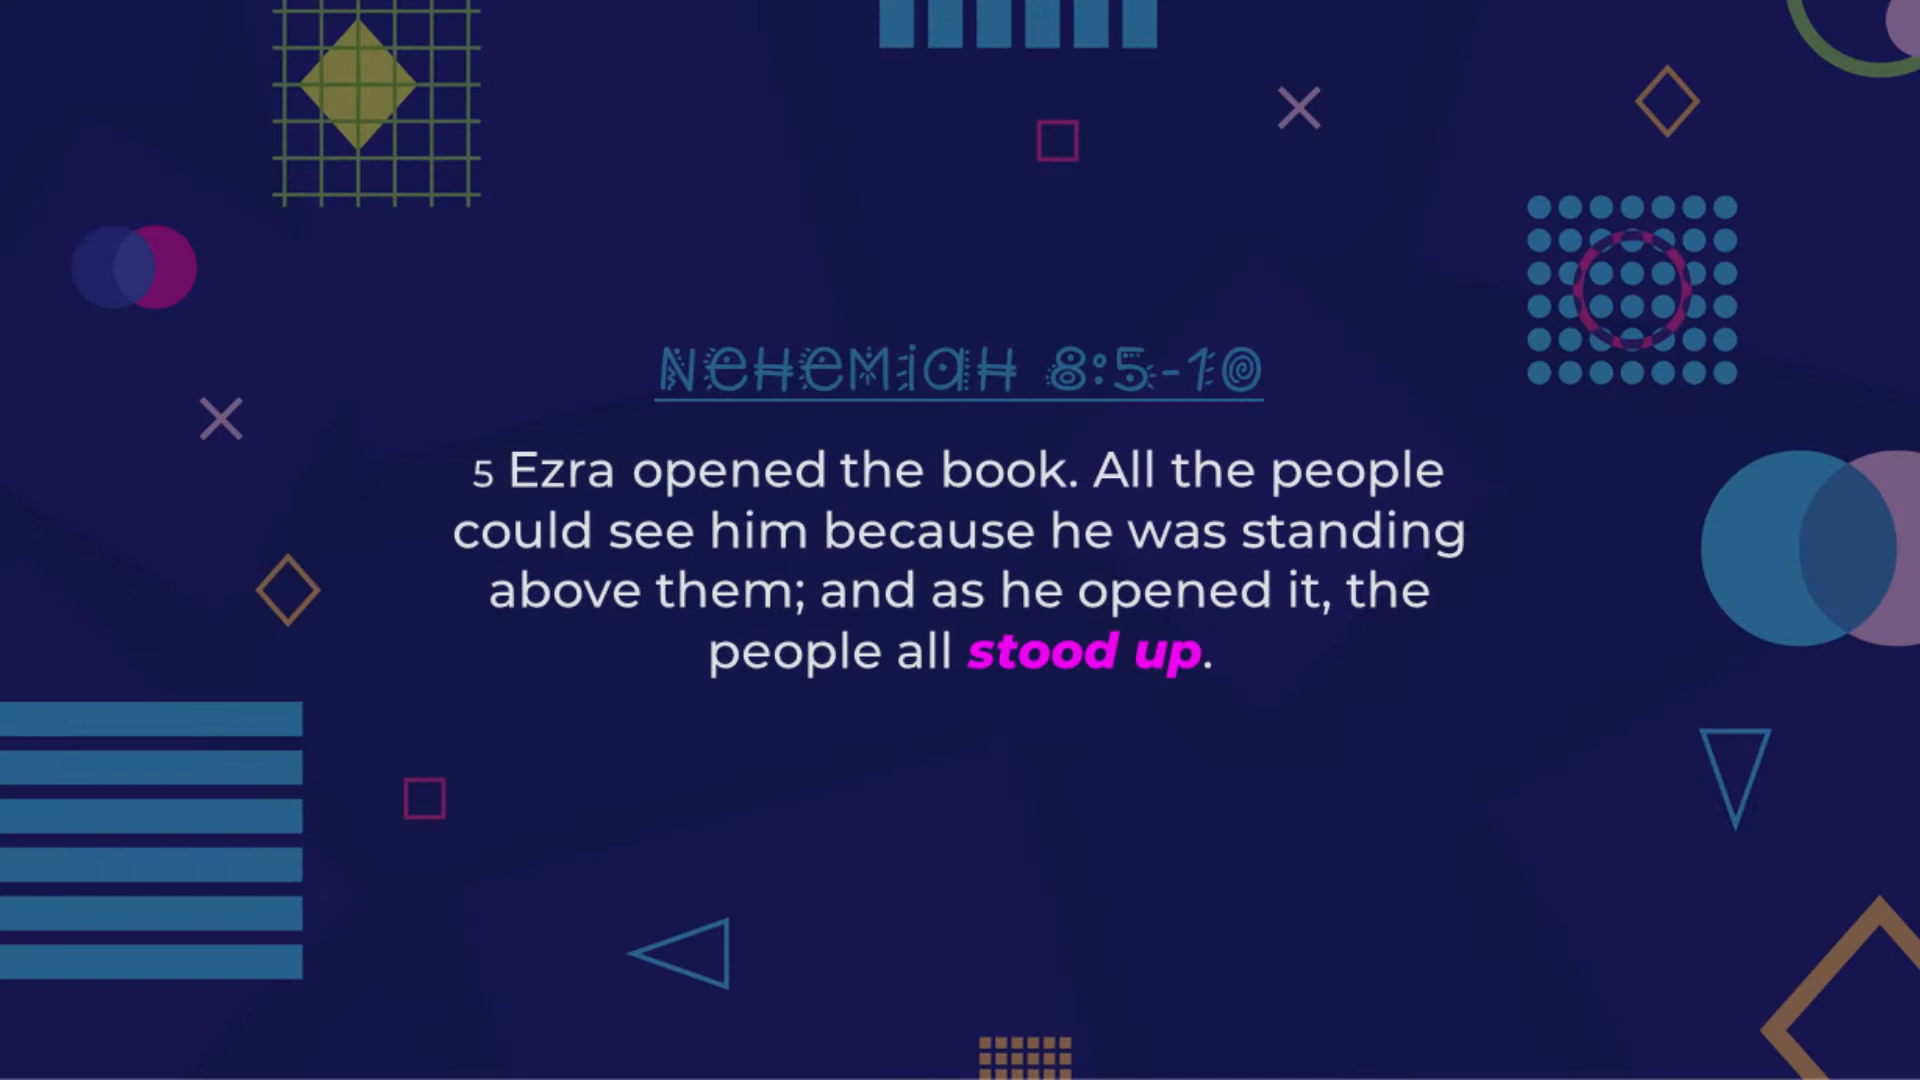 Nehemiah 8:5-10
5 Ezra opened the book. All the people
could see him because he was standing
above them; and as he opened it, the
people all stood up.